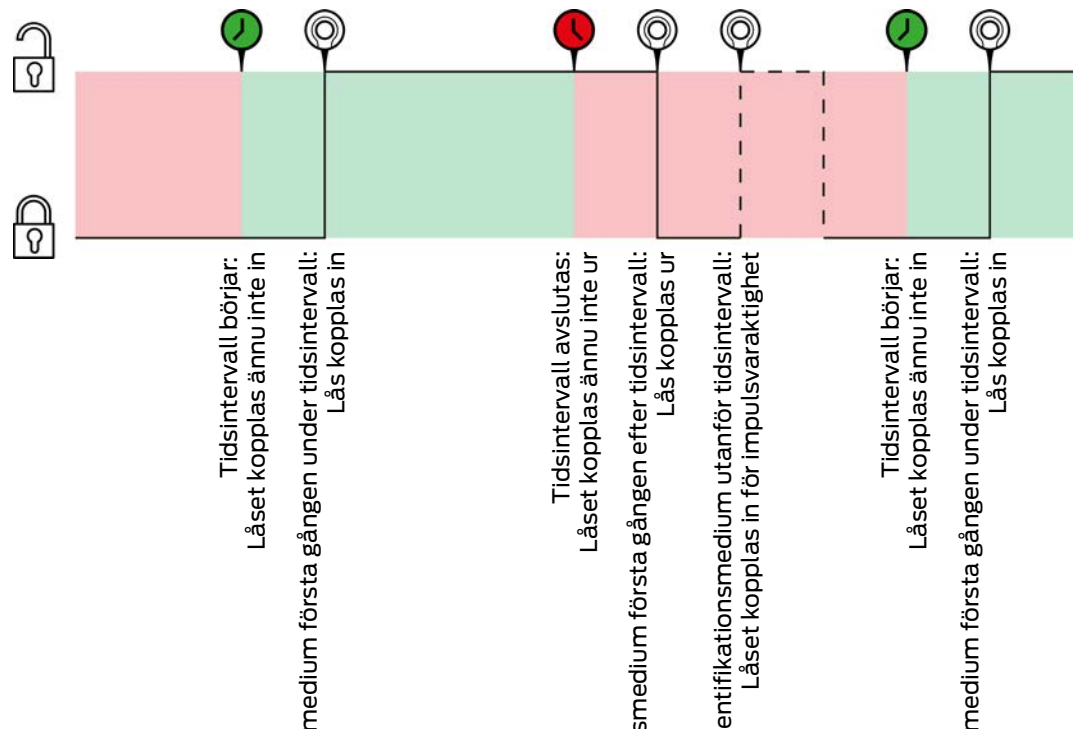 Tidsintervall börjar:
Låset kopplas ännu inte in
medium första gången under tidsintervall:
Lås kopplas in
Tidsintervall avslutas:
Låset kopplas ännu inte ur
smedium första gången efter tidsintervall:
Lås kopplas ur
entifikationsmedium utanför tidsintervall:
Låset kopplas in för impulsvaraktighet
Tidsintervall börjar:
Låset kopplas ännu inte in
medium första gången under tidsintervall:
Lås kopplas in